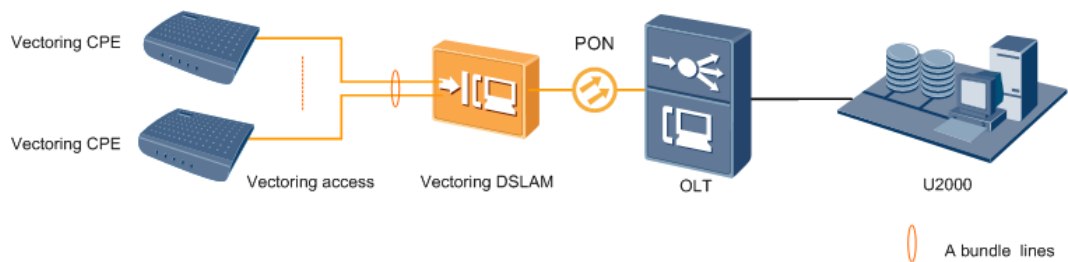 Vectoring CPE
PON
Vectoring CPE
Vectoring access
Vectoring DSLAM
OLT
U2000
A bundle lines